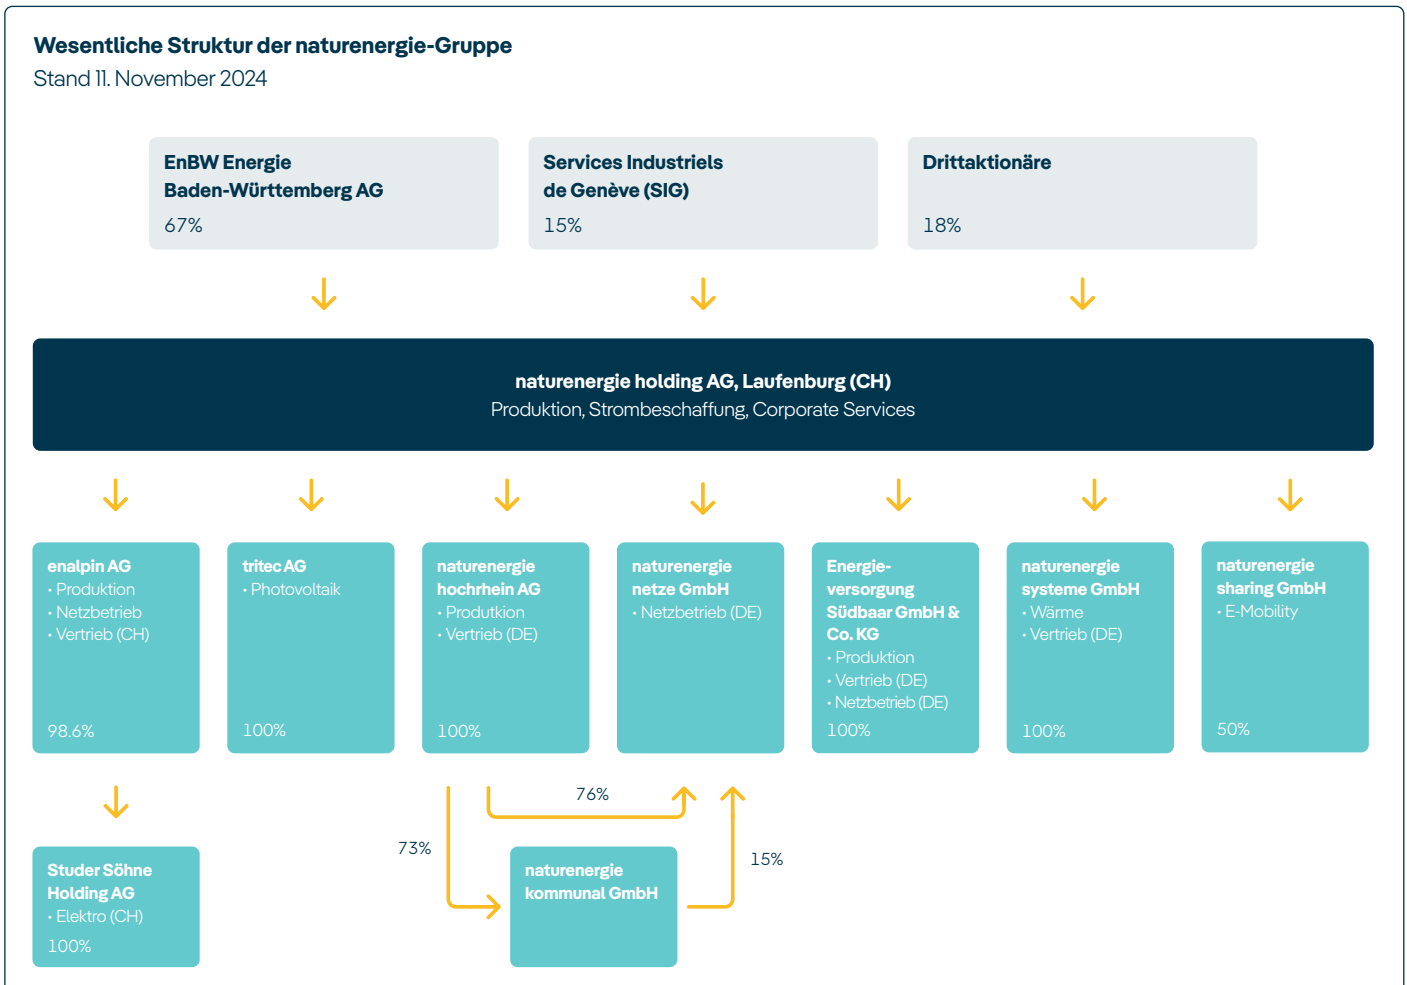 Wesentliche Struktur der naturenergie-Gruppe
Stand 11. November 2024
EnBW Energie
Baden-Württemberg AG
67%
Services Industriels
de Genève (SIG)
15%
Drittaktionäre
18%
naturenergie holding AG, Laufenburg (CH)
Produktion, Strombeschaffung, Corporate Services
enalpin AG
• Produktion
• Netzbetrieb
• Vertrieb (CH)
98.6%
tritec AG
• Photovoltaik
100%
naturenergie
hochrhein AG
• Produtkion
• Vertrieb (DE)
100%
naturenergie
netze GmbH
• Netzbetrieb (DE)
Energie-
versorgung
Südbaar GmbH &
Co. KG
• Produktion
• Vertrieb (DE)
• Netzbetrieb (DE)
100%
naturenergie
systeme GmbH
• Wärme
• Vertrieb (DE)
100%
naturenergie
sharing GmbH
• E-Mobility
50%
76%
73%
15%
Studer Söhne
Holding AG
• Elektro (CH)
100%
naturenergie
kommunal GmbH